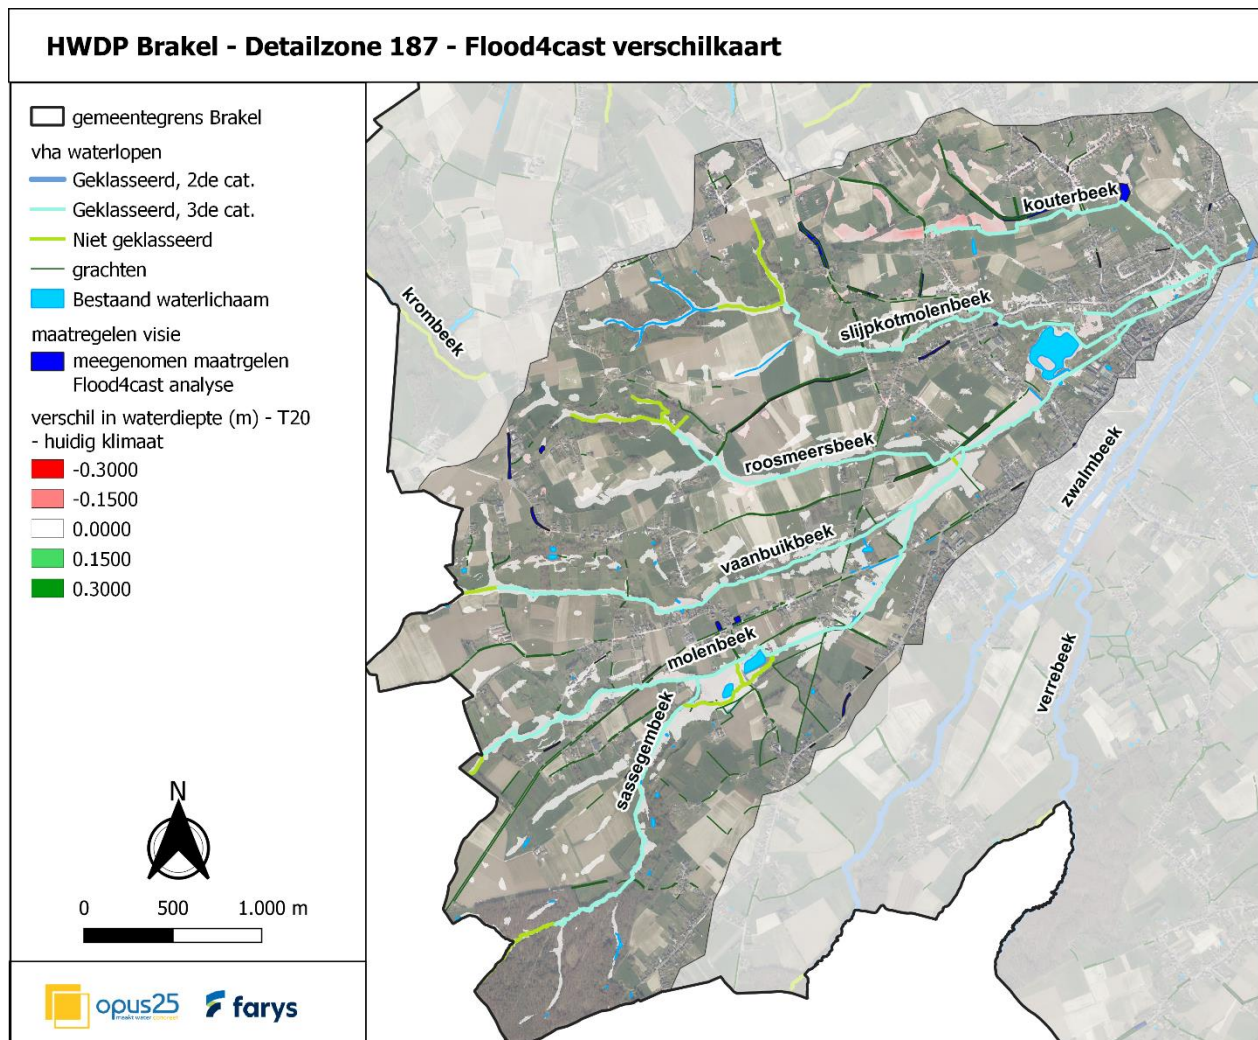 HWDP Brakel - Detailzone 187 - Flood4cast verschilkaart
gemeentegrens Brakel
vha waterlopen
Geklasseerd, 2de cat.
Geklasseerd, 3de cat.
Niet geklasseerd
grachten
Bestaand waterlichaam
maatregelen visie
meegenomen maatrgelen
Flood4cast analyse
verschil in waterdiepte (m) - T20
- huidig klimaat
-0.3000
-0.1500
0.0000
0.1500
0.3000
N
0 500 1.000 m
opus25
maakt water
farys
kouterbeek
krombeek
slijpkotmolenbeek
roosmeersbeek
zwalmbeek
vaanbuikbeek
molenbeek
verrebeek
sassegembeek